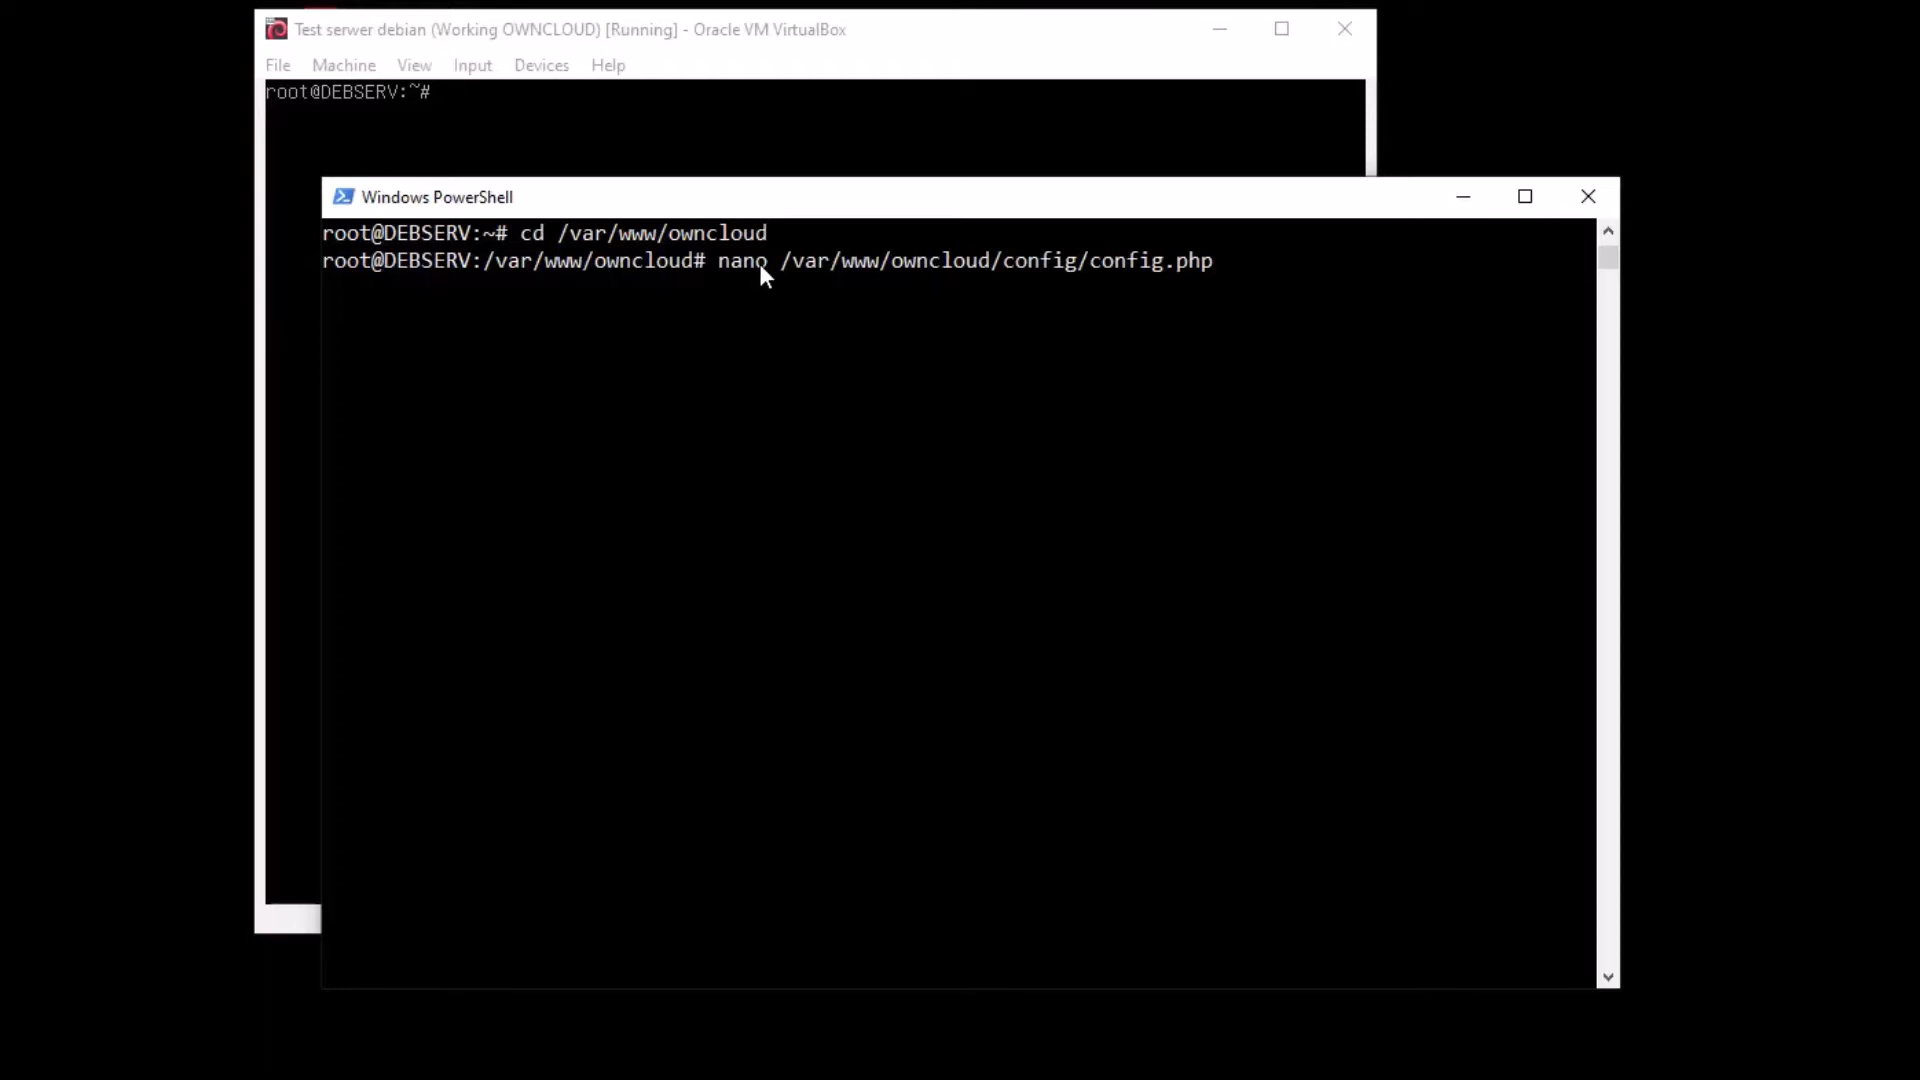 Test serwer debian (Working OWNCLOUD) [Running] - Oracle VM VirtualBox
File Machine View Input Devices Help
root@DEBSERV:~#
Windows PowerShell
root@DEBSERV:~# cd /var/www/owncloud
root@DEBSERV:/var/www/owncloud# nano /var/www/owncloud/config/config.php